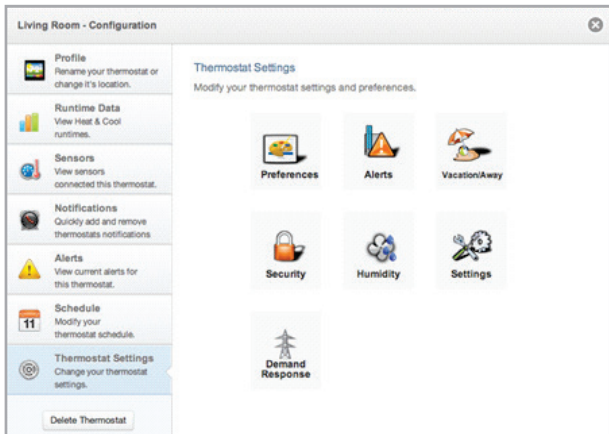 Living Room - Configuration
Profile
Rename your thermostat or
change it's location.
Runtime Data
View Heat & Cool
runtimes.
Sensors
View sensors
connected this thermostat.
Notifications
Quickly add and remove
thermostats notifications
Alerts
View current alerts for
this thermostat.
11
Schedule
Modify your
thermostat schedule.
Thermostat Settings
Change your thermostat
settings.
Delete Thermostat
Thermostat Settings
Modify your thermostat settings and preferences.
Preferences
Alerts
Vacation/Away
Security
Humidity
Settings
Demand
Response